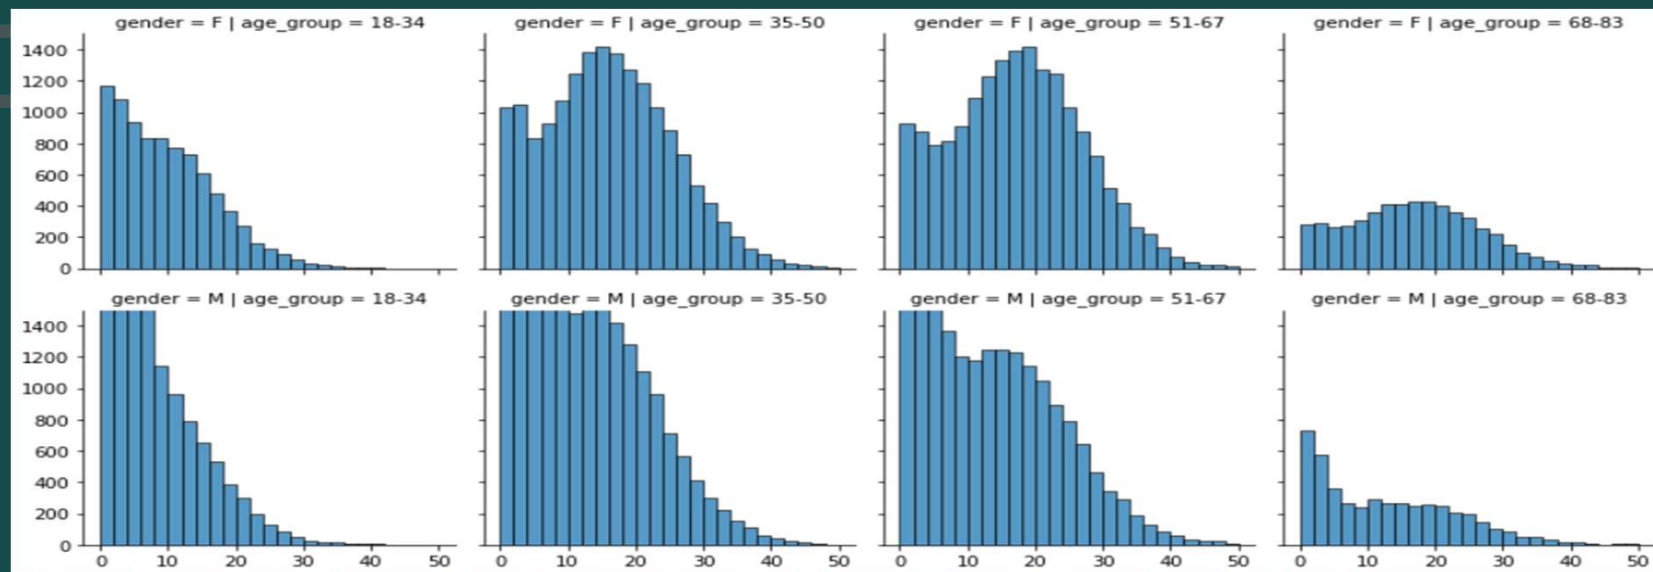 gender = F | age_group = 18-34
gender = F | age_group = 35-50
gender = F | age_group = 51-67
gender = F | age_group = 68-83
1400
1200
1000
800
600
400
200
0
gender = M | age_group = 18-34
gender = M | age_group = 35-50
gender = M | age_group = 51-67
gender = M | age_group = 68-83
1400
1200
1000
800
600
400
200
0
0 10 20 30 40 50
0 10 20 30 40 50
0 10 20 30 40 50
0 10 20 30 40 50